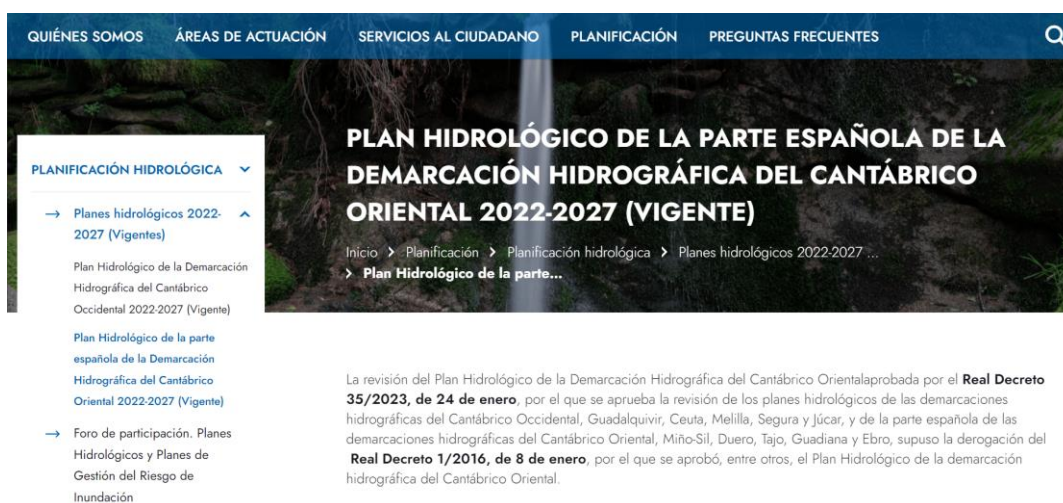 QUIÉNES SOMOS ÁREAS DE ACTUACIÓN SERVICIOS AL CIUDADANO PLANIFICACIÓN PREGUNTAS FRECUENTES
PLANIFICACIÓN HIDROLÓGICA
Planes hidrológicos 2022-
2027 (Vigentes)
Plan Hidrológico de la Demarcación
Hidrográfica del Cantábrico
Occidental 2022-2027 (Vigente)
Plan Hidrológico de la parte
española de la Demarcación
Hidrográfica del Cantábrico
Oriental 2022-2027 (Vigente)
Foro de participación. Planes
Hidrológicos y Planes de
Gestión del Riesgo de
Inundación
PLAN HIDROLÓGICO DE LA PARTE ESPAÑOLA DE LA
DEMARCACIÓN HIDROGRÁFICA DEL CANTÁBRICO
ORIENTAL 2022-2027 (VIGENTE)
Inicio > Planificación > Planificación hidrológica > Planes hidrológicos 2022-2027 ...
> Plan Hidrológico de la parte...
La revisión del Plan Hidrológico de la Demarcación Hidrográfica del Cantábrico Orientalaprobada por el Real Decreto
35/2023, de 24 de enero, por el que se aprueba la revisión de los planes hidrológicos de las demarcaciones
hidrográficas del Cantábrico Occidental, Guadalquivir, Ceuta, Melilla, Segura y Júcar, y de la parte española de las
demarcaciones hidrográficas del Cantábrico Oriental, Miño-Sil, Duero, Tajo, Guadiana y Ebro, supuso la derogación del
Real Decreto 1/2016, de 8 de enero, por el que se aprobó, entre otros, el Plan Hidrológico de la demarcación
hidrográfica del Cantábrico Oriental.